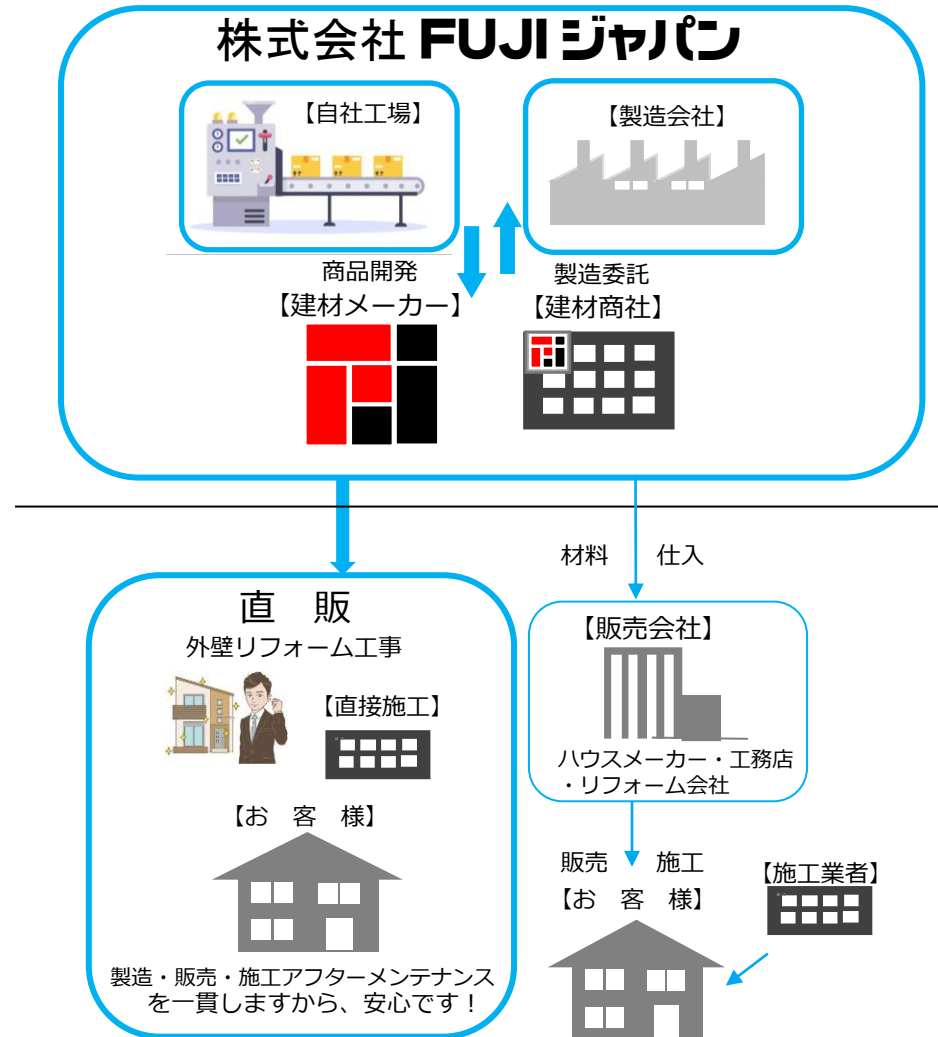 株式会社 FUJI ジャパン
【自社工場】
【製造会社】
商品開発
【建材メーカー】
製造委託
【建材商社】
直 販
外壁リフォーム工事
【直接施工】
【お 客 様】
製造・販売・施工アフターメンテナンス
を一貫しますから、安心です！
材料 仕入
【販売会社】
ハウスメーカー・工務店
・リフォーム会社
販売 施工
【お 客 様】
【施工業者】